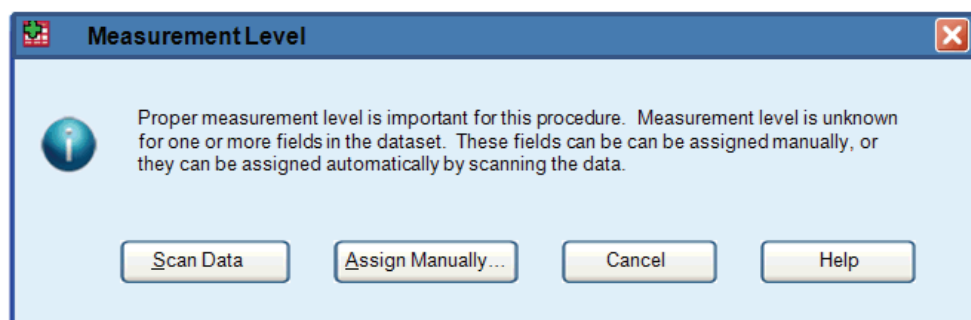 Measurement Level
Proper measurement level is important for this procedure. Measurement level is unknown
for one or more fields in the dataset. These fields can be can be assigned manually, or
they can be assigned automatically by scanning the data.
Scan Data Assign Manually... Cancel Help